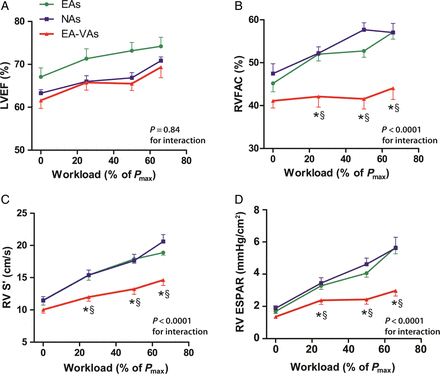 A
EAs
NAs
EA-VAs
LVEF (%)
80
70
60
50
0
20
40
60
80
P = 0.84
for interaction
Workload (% of Pmax)
B
RVFAC (%)
60
50
40
30
0
20
40
60
80
*§
*§
*§
P < 0.0001
for interaction
Workload (% of Pmax)
C
RV S' (cm/s)
25
20
15
10
5
0
20
40
60
80
*§
*§
*§
P < 0.0001
for interaction
Workload (% of Pmax)
D
RV ESPAR (mmHg/cm²)
8
6
4
2
0
0
20
40
60
80
*§
*§
*§
P < 0.0001
for interaction
Workload (% of Pmax)